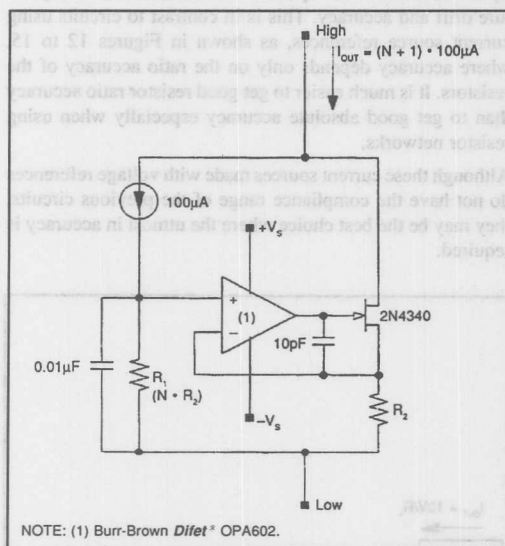 ure drift and accuracy. This is in contrast to circuits using
current source references, as shown in Figures 12 to 15,
where accuracy depends only on the ratio accuracy of the
resistors. It is much easier to get good resistor ratio accuracy
than to get good absolute accuracy especially when using
resistor networks.
Although these current sources made with voltage references
do not have the compliance range of the previous circuits,
they may be the best choice where the utmost in accuracy is
required.
High
I_OUT = (N + 1) • 100μA
100μA
+V_S
+
(1)
−
2N4340
10pF
0.01μF
R_1
(N • R_2)
R_2
−V_S
Low
NOTE: (1) Burr-Brown Difet® OPA602.